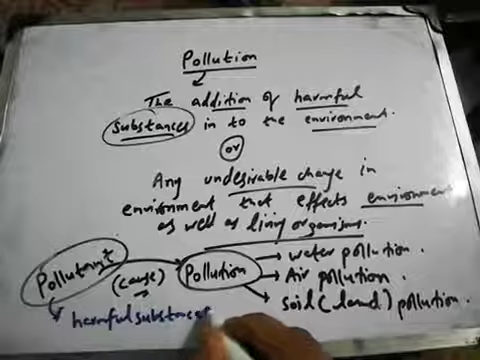 Pollution
The addition of harmful
substances in to the environment.
or
Any undesirable change in
environment that effects environment
as well as living organisms.
Pollutant (cause) Pollution
water pollution.
Air pollution.
soil (land) pollution.
harmful substances